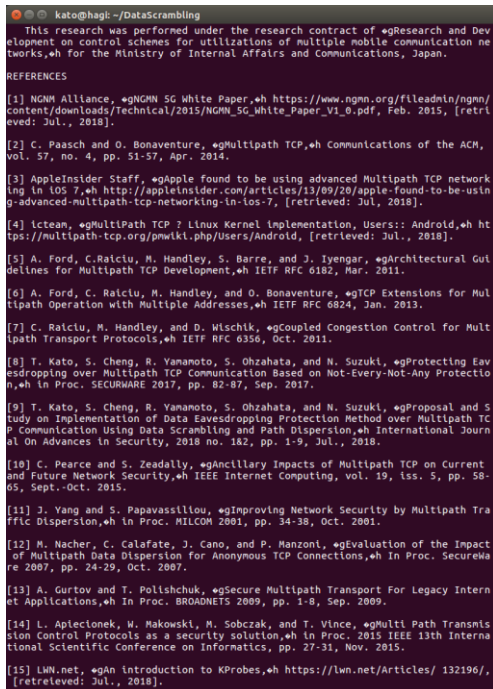 kato@hagi: ~/DataScrambling
This research was performed under the research contract of �gResearch and Dev
elopment on control schemes for utilizations of multiple mobile communication ne
tworks,�h for the Ministry of Internal Affairs and Communications, Japan.
REFERENCES
[1] NGNM Alliance, �gNGMN 5G White Paper,�h https://www.ngmn.org/fileadmin/ngmn/
content/downloads/Technical/2015/NGMN_5G_White_Paper_V1_0.pdf, Feb. 2015, [retri
eved: Jul., 2018].
[2] C. Paasch and O. Bonaventure, �gMultipath TCP,�h Communications of the ACM,
vol. 57, no. 4, pp. 51-57, Apr. 2014.
[3] AppleInsider Staff, �gApple found to be using advanced Multipath TCP network
ing in iOS 7,�h http://appleinsider.com/articles/13/09/20/apple-found-to-be-usin
g-advanced-multipath-tcp-networking-in-ios-7, [retrieved: Jul, 2018].
[4] icteam, �gMultiPath TCP ? Linux Kernel implementation, Users:: Android,�h ht
tps://multipath-tcp.org/pmwiki.php/Users/Android, [retrieved: Jul., 2018].
[5] A. Ford, C.Raiciu, M. Handley, S. Barre, and J. Iyengar, �gArchitectural Gui
delines for Multipath TCP Development,�h IETF RFC 6182, Mar. 2011.
[6] A. Ford, C. Raiciu, M. Handley, and O. Bonaventure, �gTCP Extensions for Mul
tipath Operation with Multiple Addresses,�h IETF RFC 6824, Jan. 2013.
[7] C. Raiciu, M. Handley, and D. Wischik, �gCoupled Congestion Control for Mult
ipath Transport Protocols,�h IETF RFC 6356, Oct. 2011.
[8] T. Kato, S. Cheng, R. Yamamoto, S. Ohzahata, and N. Suzuki, �gProtecting Eav
esdropping over Multipath TCP Communication Based on Not-Every-Not-Any Protectio
n,�h in Proc. SECURWARE 2017, pp. 82-87, Sep. 2017.
[9] T. Kato, S. Cheng, R. Yamamoto, S. Ohzahata, and N. Suzuki, �gProposal and S
tudy on Implementation of Data Eavesdropping Protection Method over Multipath TC
P Communication Using Data Scrambling and Path Dispersion,�h International Journ
al On Advances in Security, 2018 no. 1&2, pp. 1-9, Jul., 2018.
[10] C. Pearce and S. Zeadally, �gAncillary Impacts of Multipath TCP on Current
and Future Network Security,�h IEEE Internet Computing, vol. 19, iss. 5, pp. 58-
65, Sept.-Oct. 2015.
[11] J. Yang and S. Papavassiliou, �gImproving Network Security by Multipath Tra
ffic Dispersion,�h in Proc. MILCOM 2001, pp. 34-38, Oct. 2001.
[12] M. Nacher, C. Calafate, J. Cano, and P. Manzoni, �gEvaluation of the Impact
of Multipath Data Dispersion for Anonymous TCP Connections,�h In Proc. SecureWa
re 2007, pp. 24-29, Oct. 2007.
[13] A. Gurtov and T. Polishchuk, �gSecure Multipath Transport For Legacy Intern
et Applications,�h In Proc. BROADNETS 2009, pp. 1-8, Sep. 2009.
[14] L. Apiecionek, W. Makowski, M. Sobczak, and T. Vince, �gMulti Path Transmis
sion Control Protocols as a security solution,�h in Proc. 2015 IEEE 13th Interna
tional Scientific Conference on Informatics, pp. 27-31, Nov. 2015.
[15] LWN.net, �gAn introduction to KProbes,�h https://lwn.net/Articles/ 132196/,
[retreieved: Jul., 2018].